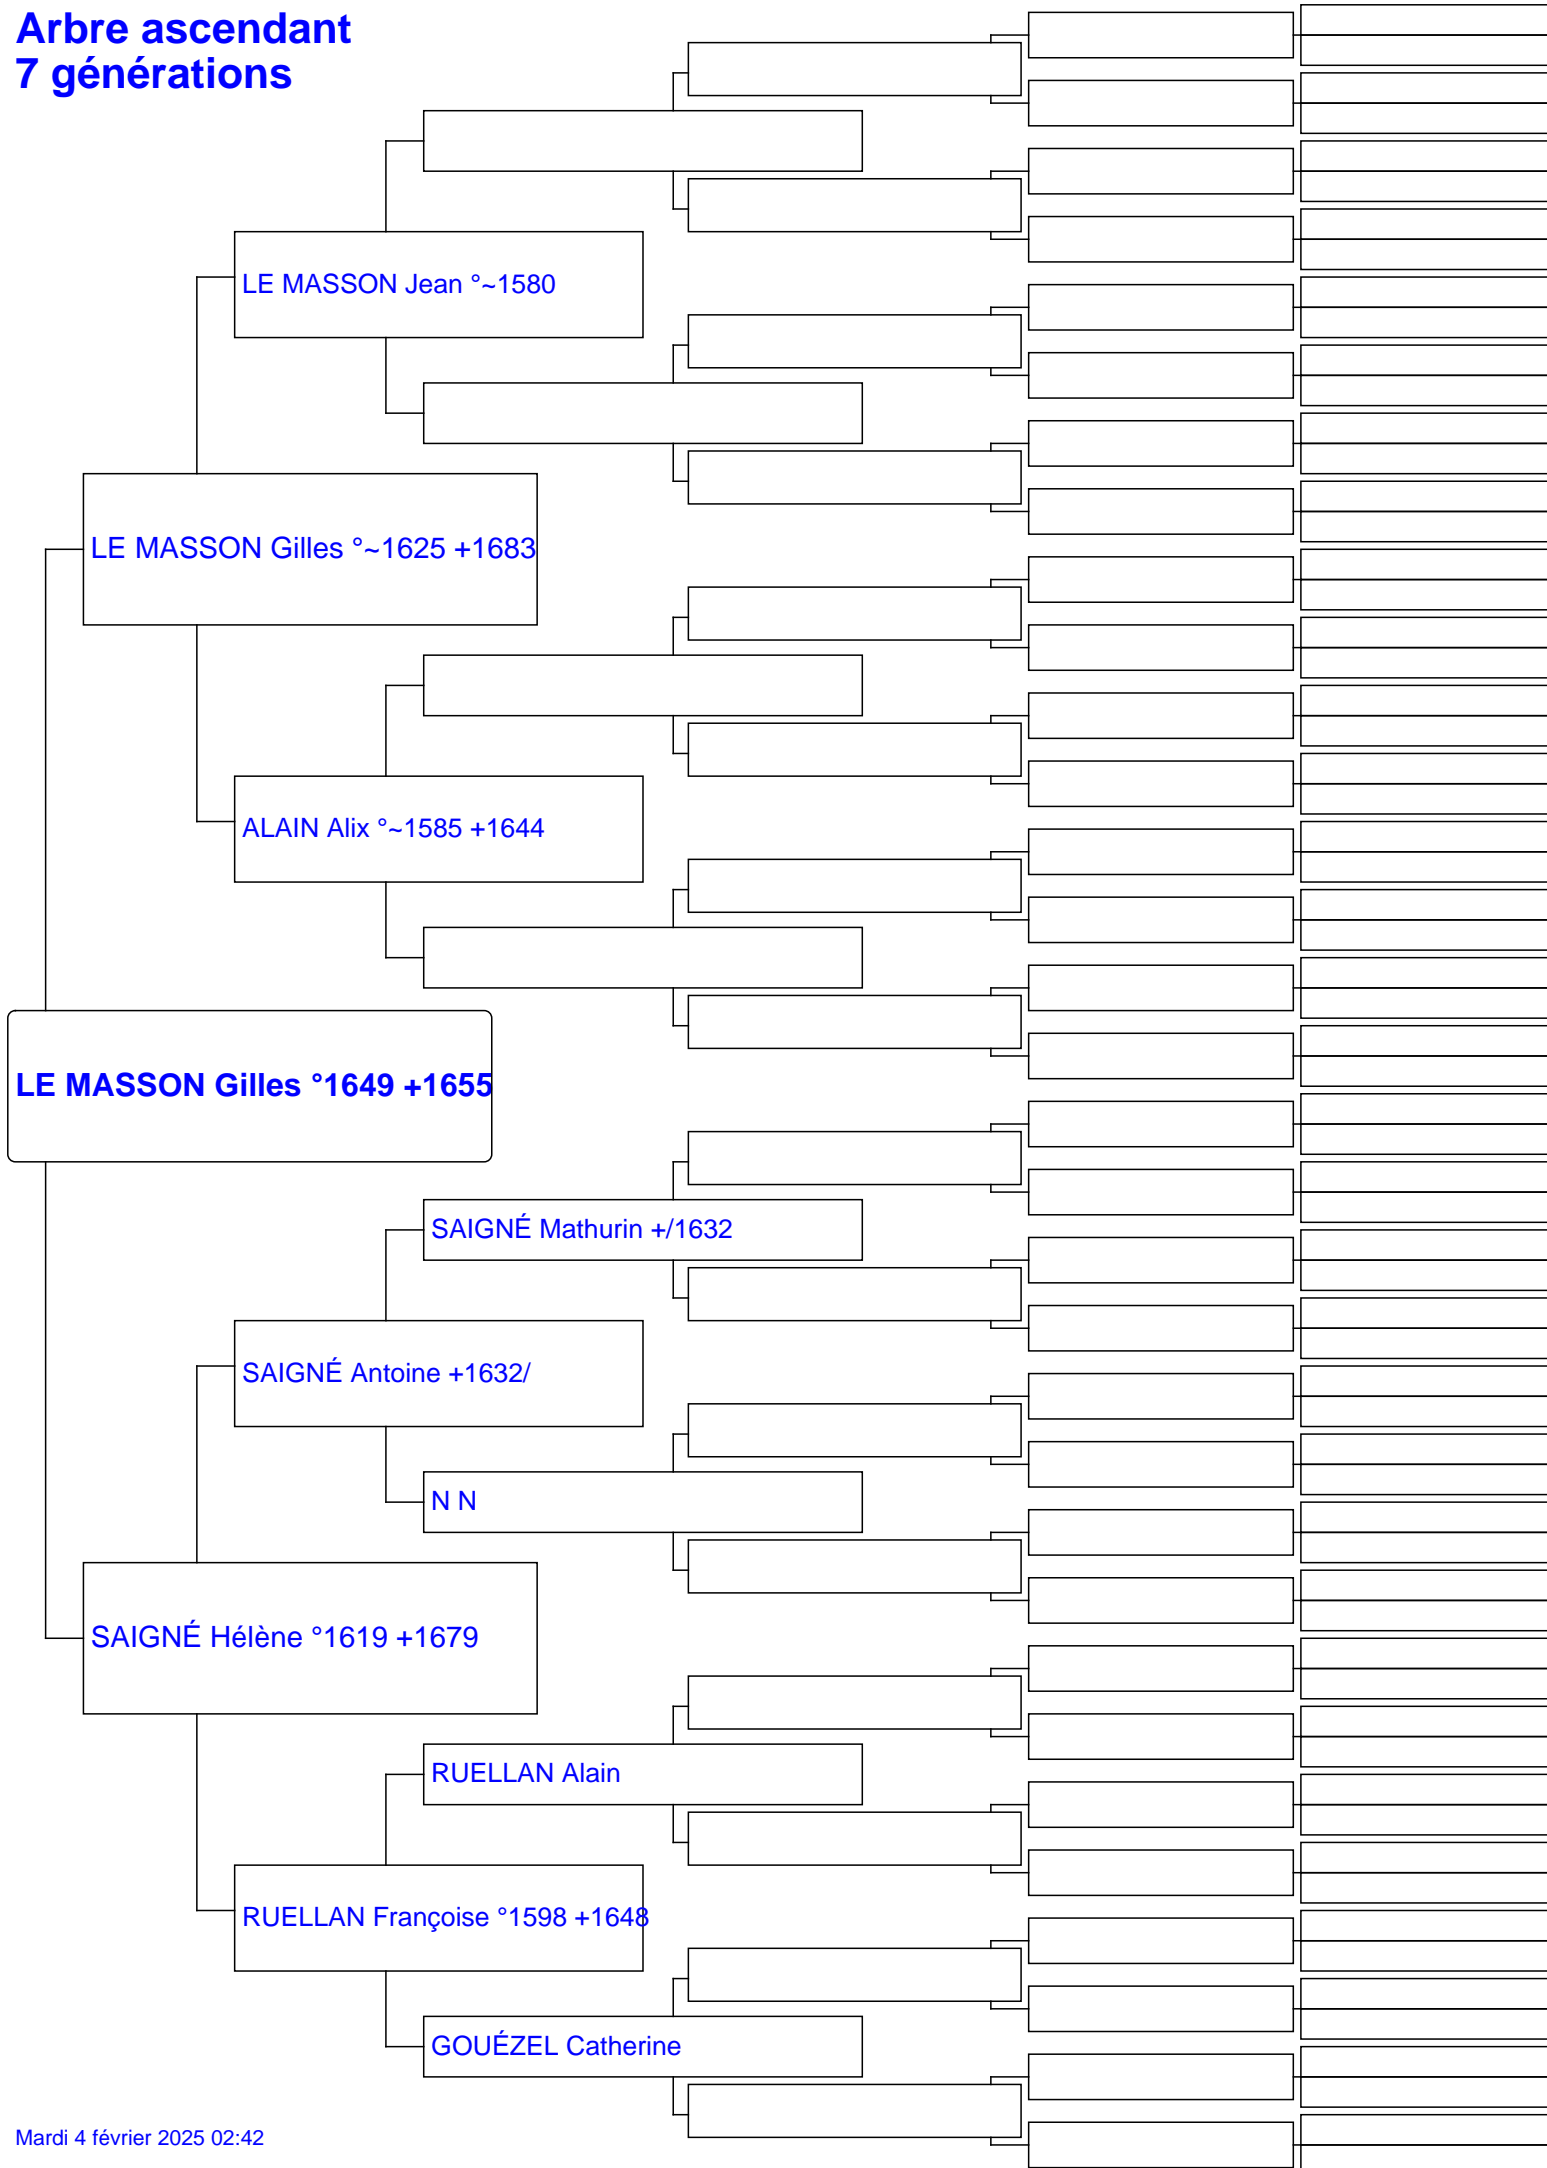 Arbre ascendant
7 générations
LE MASSON Jean °~1580
LE MASSON Gilles °~1625 +1683
ALAIN Alix °~1585 +1644
LE MASSON Gilles °1649 +1655
SAIGNÉ Mathurin +/1632
SAIGNÉ Antoine +1632/
N N
SAIGNÉ Hélène °1619 +1679
RUELLAN Alain
RUELLAN Françoise °1598 +1648
GOUÉZEL Catherine
Mardi 4 février 2025 02:42